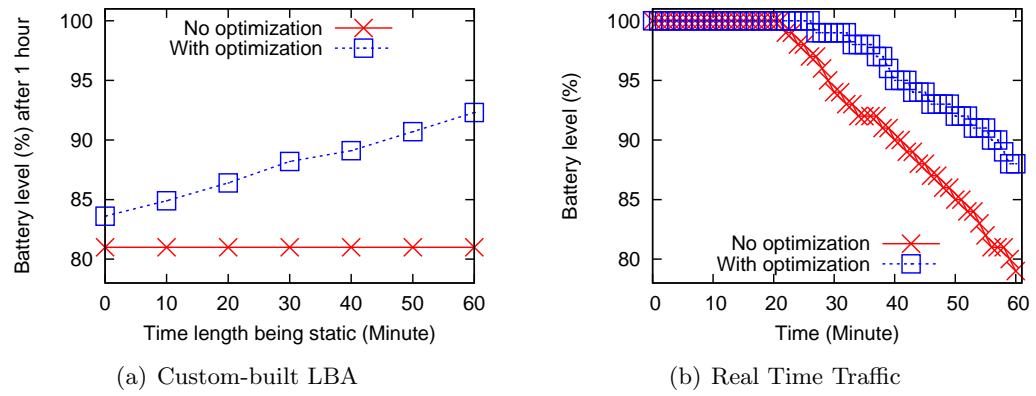 No optimization
With optimization
100
95
90
85
80
0 10 20 30 40 50 60
Battery level (%) after 1 hour
Time length being static (Minute)
(a) Custom-built LBA
100
95
90
85
80
No optimization
With optimization
0 10 20 30 40 50 60
Battery level (%)
Time (Minute)
(b) Real Time Traffic